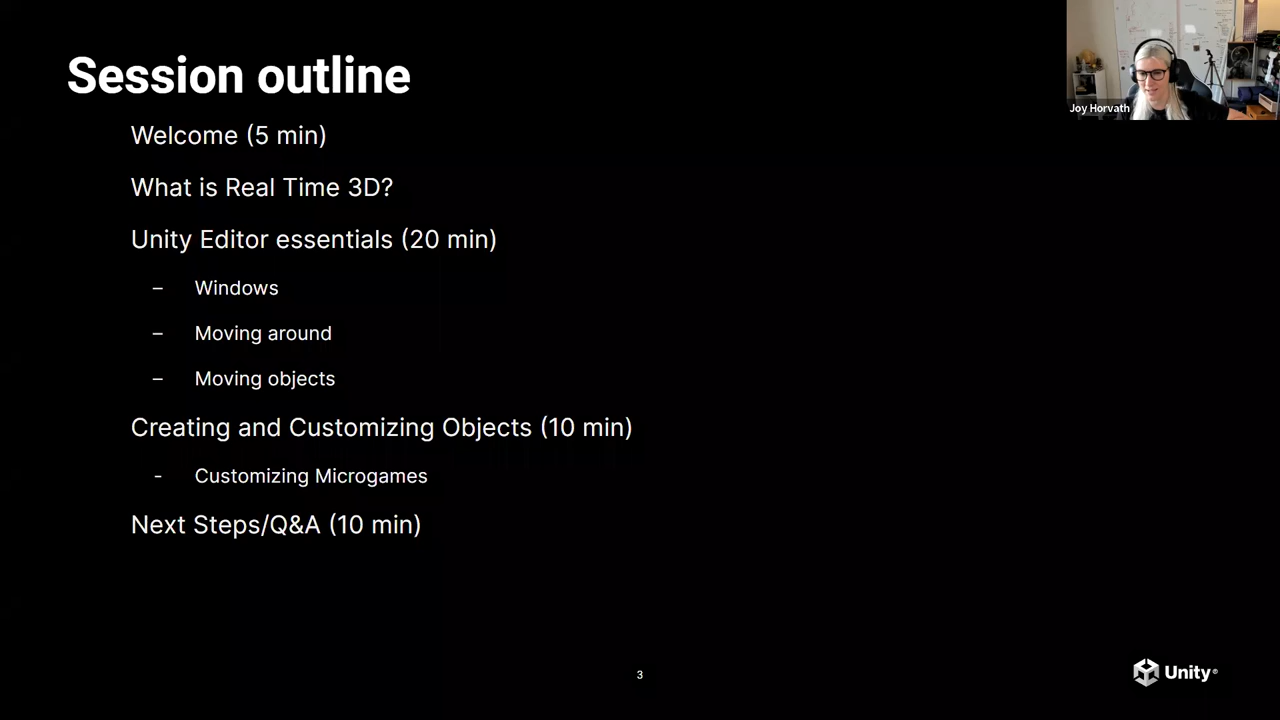 Session outline
Joy Horvath
Welcome (5 min)
What is Real Time 3D?
Unity Editor essentials (20 min)
– Windows
– Moving around
– Moving objects
Creating and Customizing Objects (10 min)
- Customizing Microgames
Next Steps/Q&A (10 min)
3
Unity®